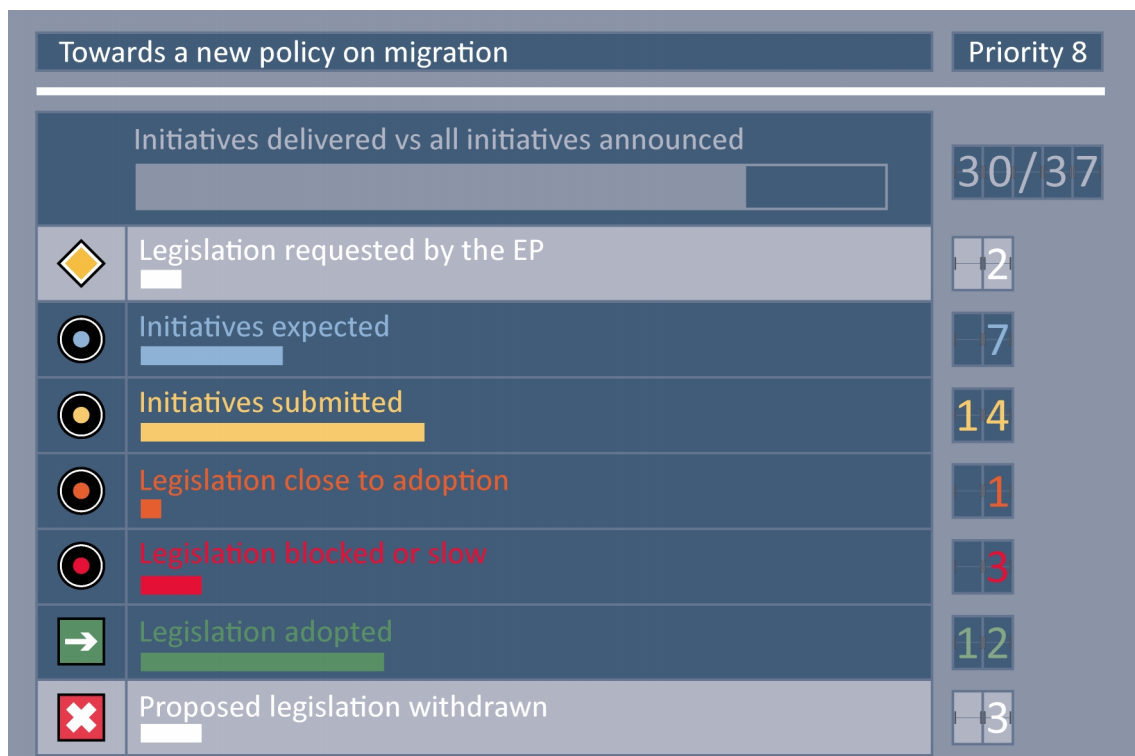 Towards a new policy on migration
Priority 8
Initiatives delivered vs all initiatives announced
30/37
Legislation requested by the EP
2
Initiatives expected
7
Initiatives submitted
14
Legislation close to adoption
1
Legislation blocked or slow
3
Legislation adopted
12
Proposed legislation withdrawn
3